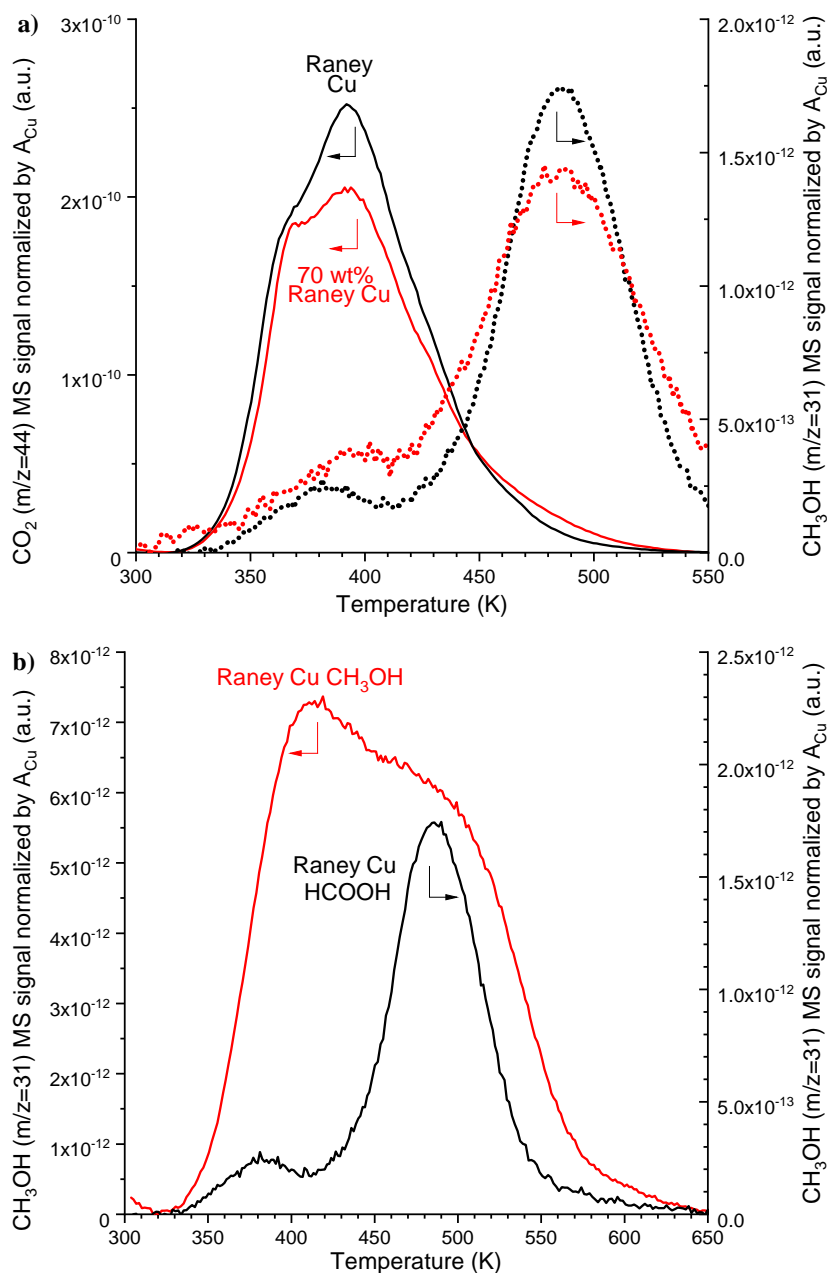 a)
3x10⁻¹⁰
2x10⁻¹⁰
1x10⁻¹⁰
0
CO₂ (m/z=44) MS signal normalized by A_Cu (a.u.)
Raney
Cu
70 wt%
Raney Cu
2.0x10⁻¹²
1.5x10⁻¹²
1.0x10⁻¹²
5.0x10⁻¹³
0.0
CH₃OH (m/z=31) MS signal normalized by A_Cu (a.u.)
300 350 400 450 500 550
Temperature (K)
b)
8x10⁻¹²
7x10⁻¹²
6x10⁻¹²
5x10⁻¹²
4x10⁻¹²
3x10⁻¹²
2x10⁻¹²
1x10⁻¹²
0
CH₃OH (m/z=31) MS signal normalized by A_Cu (a.u.)
Raney Cu CH₃OH
Raney Cu
HCOOH
2.5x10⁻¹²
2.0x10⁻¹²
1.5x10⁻¹²
1.0x10⁻¹²
5.0x10⁻¹³
0.0
CH₃OH (m/z=31) MS signal normalized by A_Cu (a.u.)
300 350 400 450 500 550 600 650
Temperature (K)